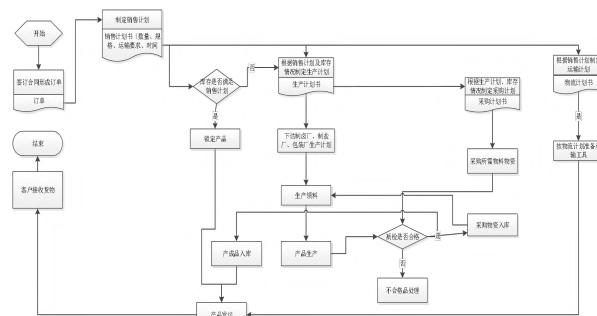 开始
签订合同形成订单
订单
制定销售计划
销售计划书（数量、规
格、运输要求、时间
库存是否满足
销售计划
否
是
锁定产品
根据销售计划及库存
情况制定生产计划
生产计划书
下达制卤厂、制盐
厂、包装厂生产计划
生产领料
产品生产
产成品入库
质检是否合格
是
否
不合格品处理
根据生产计划、库存
情况制定采购计划
采购计划书
采购所需物料物资
采购物资入库
根据销售计划制定
运输计划
物流计划书
是
按物流计划准备运
输工具
客户接收货物
结束